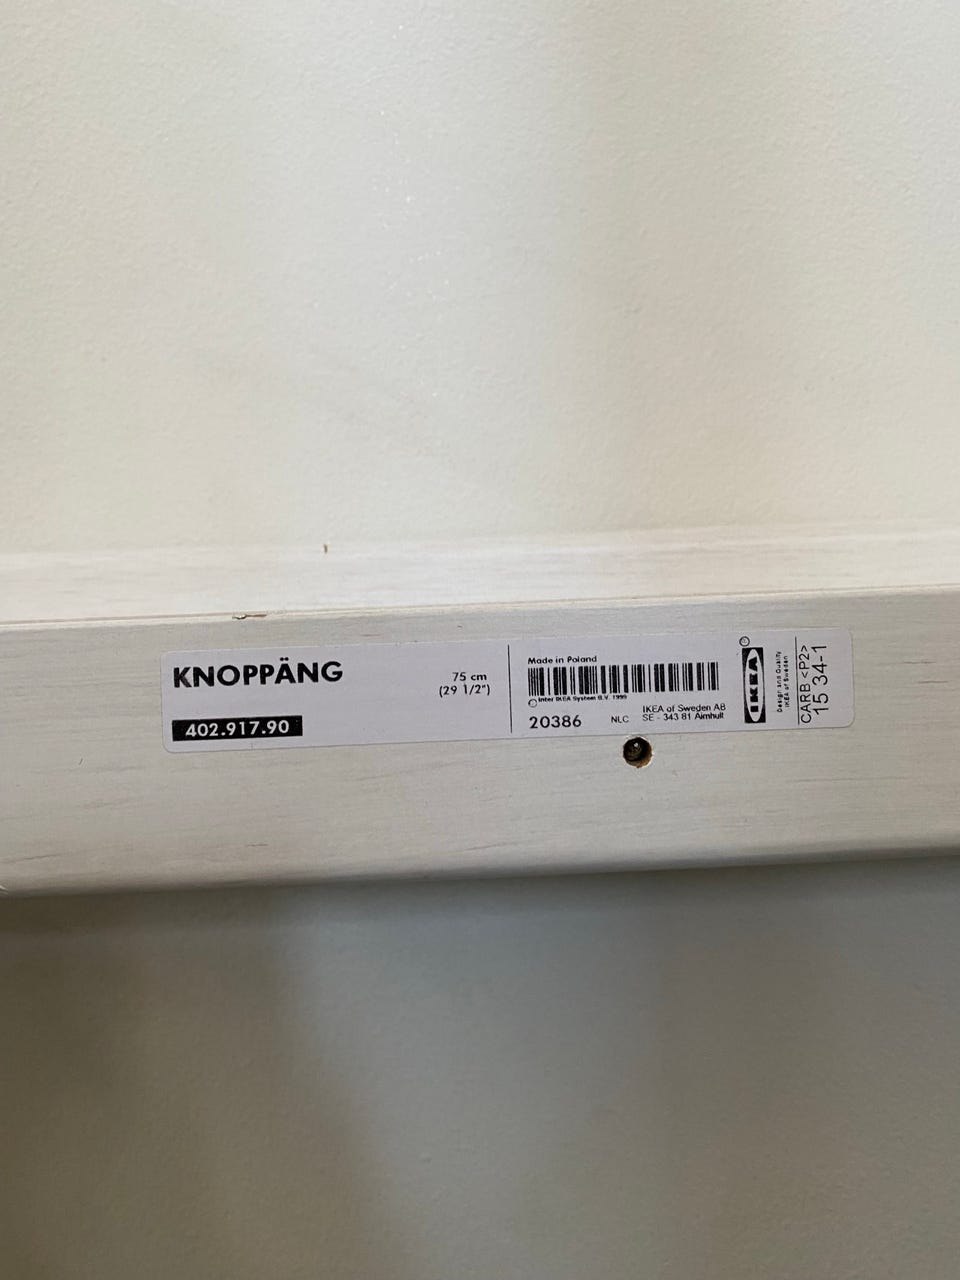 KNOPPÄNG
75 cm
(29 1/2")
402.917.90
Made in Poland
© Inter IKEA System B.V. 1999
20386
NLC
IKEA of Sweden AB
SE - 343 81 Älmhult
IKEA®
Design and Quality
IKEA of Sweden
CARB <P2>
15 34-1